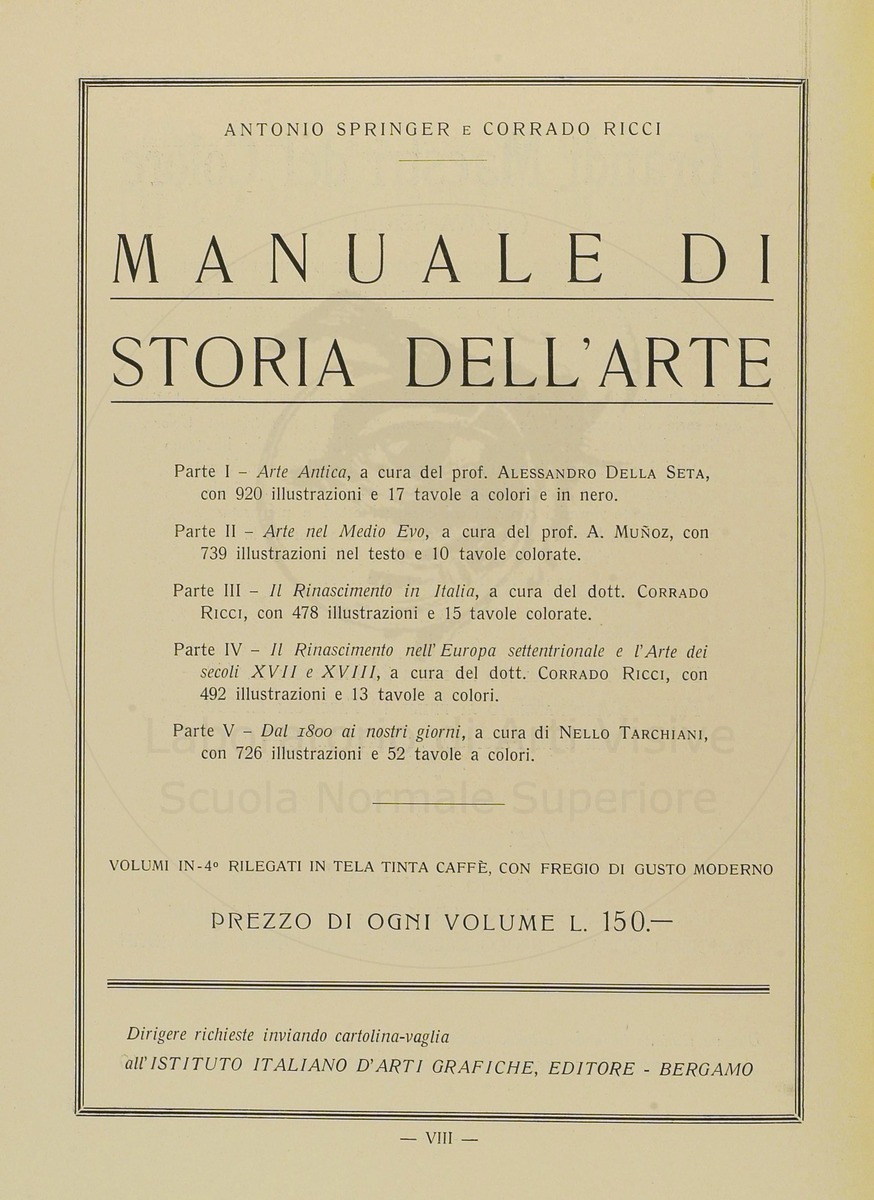 ANTONIO SPRINGER E CORRADO RICCI
MANUALE DI
STORIA DELL'ARTE
Parte I – Arte Antica, a cura del prof. ALESSANDRO DELLA SETA,
con 920 illustrazioni e 17 tavole a colori e in nero.
Parte II – Arte nel Medio Evo, a cura del prof. A. MUÑOZ, con
739 illustrazioni nel testo e 10 tavole colorate.
Parte III – Il Rinascimento in Italia, a cura del dott. CORRADO
RICCI, con 478 illustrazioni e 15 tavole colorate.
Parte IV – Il Rinascimento nell'Europa settentrionale e l'Arte dei
secoli XVII e XVIII, a cura del dott. CORRADO RICCI, con
492 illustrazioni e 13 tavole a colori.
Parte V – Dal 1800 ai nostri giorni, a cura di NELLO TARCHIANI,
con 726 illustrazioni e 52 tavole a colori.
Scuola Normale Superiore
VOLUMI IN-4º RILEGATI IN TELA TINTA CAFFÈ, CON FREGIO DI GUSTO MODERNO
PREZZO DI OGNI VOLUME L. 150.—
Dirigere richieste inviando cartolina-vaglia
all'ISTITUTO ITALIANO D'ARTI GRAFICHE, EDITORE - BERGAMO
— VIII —